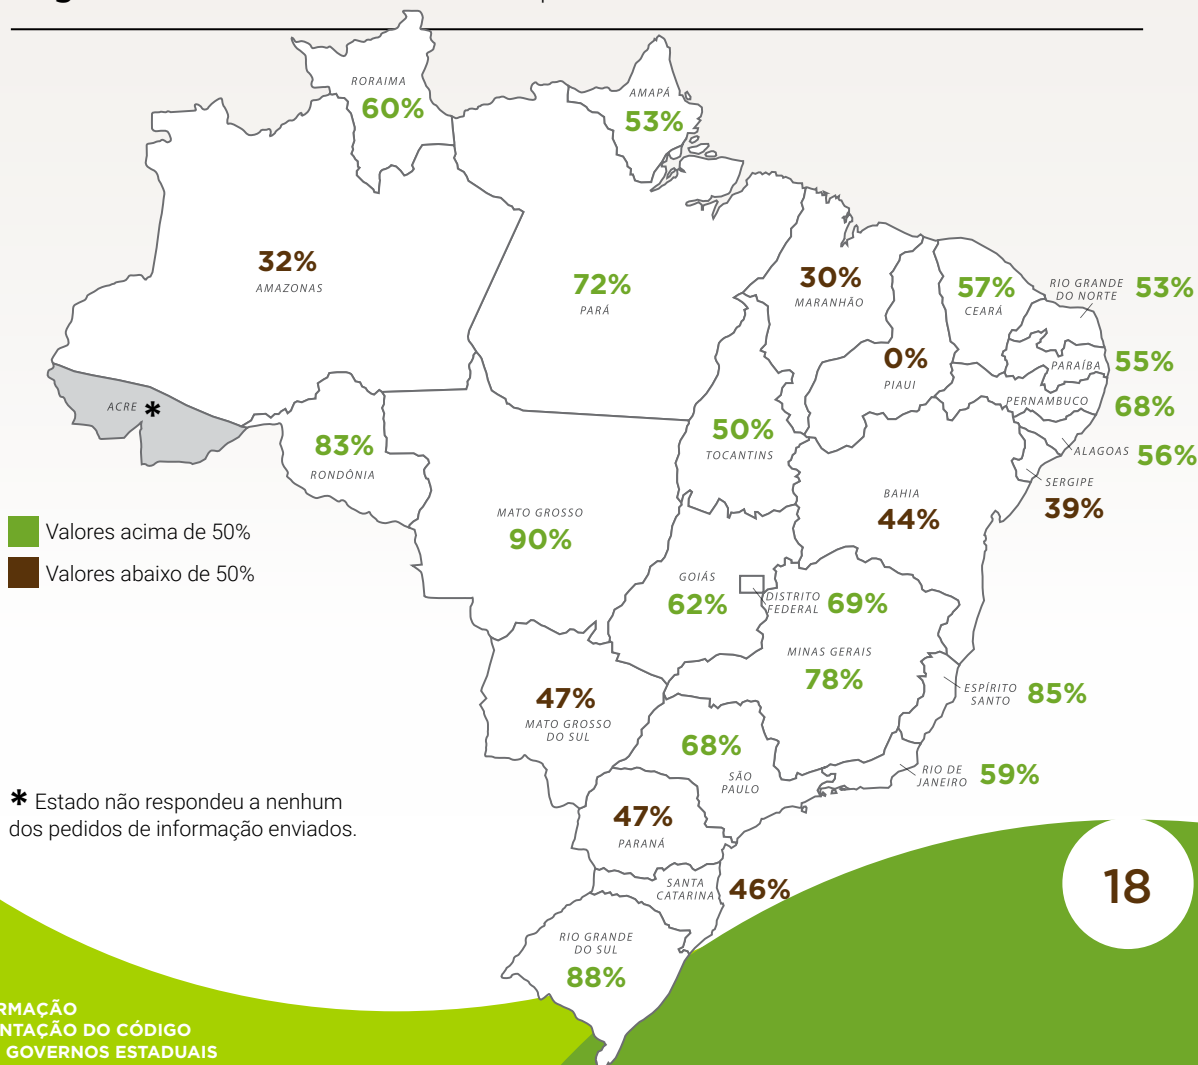 RORAIMA
60%
AMAPÁ
53%
32%
AMAZONAS
72%
PARÁ
30%
MARANHÃO
57%
CEARÁ
RIO GRANDE
DO NORTE
53%
0%
PIAUI
PARAÍBA
55%
PERNAMBUCO
68%
ACRE *
83%
RONDÔNIA
50%
TOCANTINS
ALAGOAS
56%
SERGIPE
39%
BAHIA
44%
MATO GROSSO
90%
Valores acima de 50%
Valores abaixo de 50%
GOIÁS
62%
DISTRITO
FEDERAL
69%
MINAS GERAIS
78%
ESPÍRITO
SANTO
85%
47%
MATO GROSSO
DO SUL
68%
SÃO
PAULO
RIO DE
JANEIRO
59%
* Estado não respondeu a nenhum
dos pedidos de informação enviados.
47%
PARANÁ
SANTA
CATARINA
46%
18
RIO GRANDE
DO SUL
88%
RMAÇÃO
NTAÇÃO DO CÓDIGO
GOVERNOS ESTADUAIS